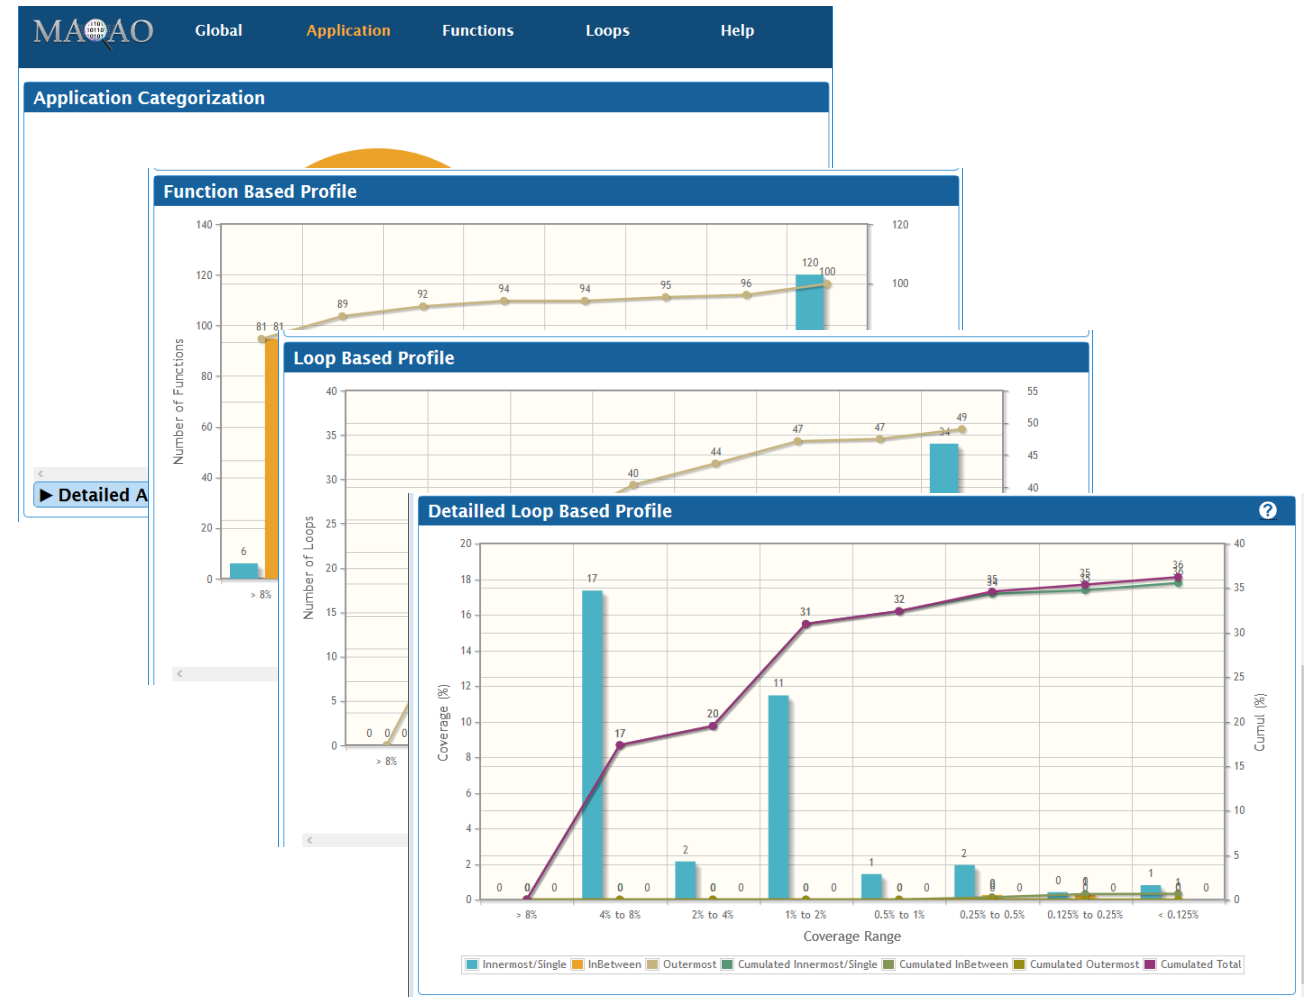 MAQAO Global Application Functions Loops Help
Application Categorization
Function Based Profile
140
120
100
80
60
40
20
0
Number of Functions
81 81 89 92 94 94 95 96 120 100
6
> 8%
120
100
► Detailed A
Loop Based Profile
40
35
30
25
20
15
10
5
0
Number of Loops
40 44 47 47 34 49
0 0 0
> 8%
55
50
45
40
Detailled Loop Based Profile ?
20
18
16
14
12
10
8
6
4
2
0
Coverage (%)
17 17 2 20 11 31 1 32 2 35 34 0 35 35 1 36 36
0 0 0 0 0 0 0 0 0 0 0 0 0 0 0 0
40
35
30
25
20
15
10
5
0
Cumul (%)
> 8% 4% to 8% 2% to 4% 1% to 2% 0.5% to 1% 0.25% to 0.5% 0.125% to 0.25% < 0.125%
Coverage Range
Innermost/Single InBetween Outermost Cumulated Innermost/Single Cumulated InBetween Cumulated Outermost Cumulated Total